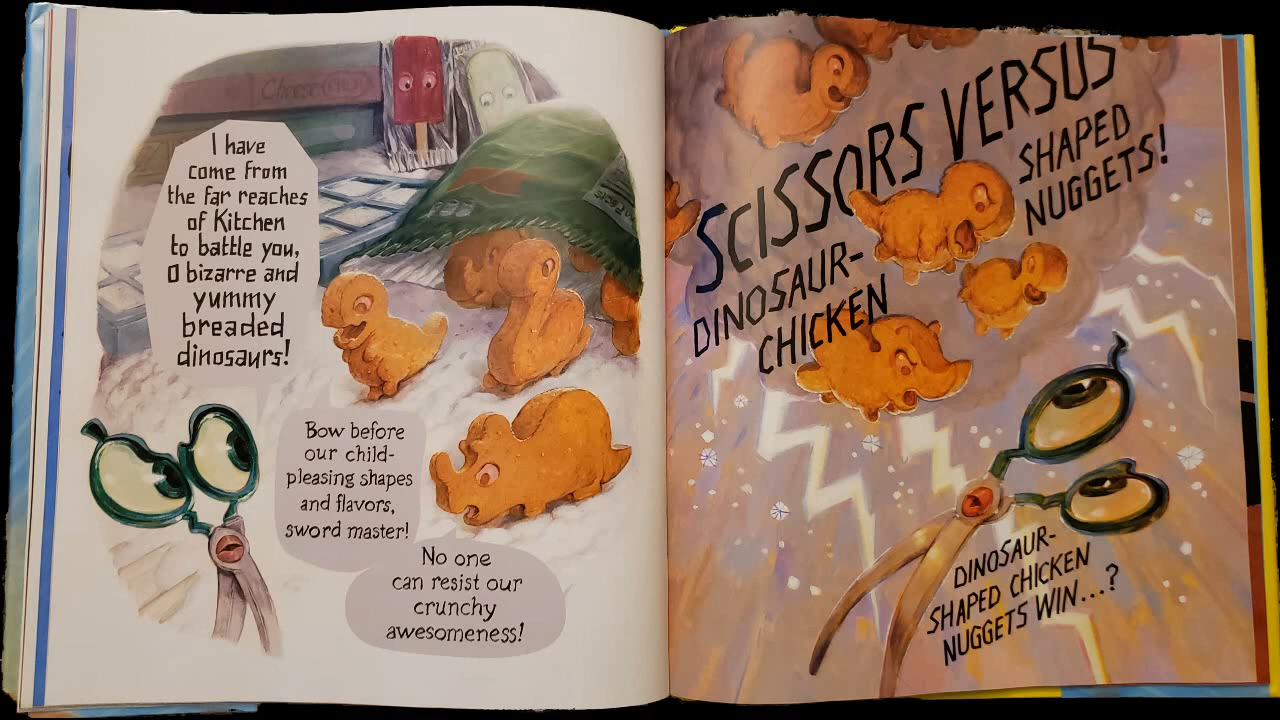 I have
come from
the far reaches
of Kitchen
to battle you,
O bizarre and
yummy
breaded
dinosaurs!
Bow before
our child-
pleasing shapes
and flavors,
sword master!
No one
can resist our
crunchy
awesomeness!
SCISSORS VERSUS
DINOSAUR-
CHICKEN
SHAPED
NUGGETS!
DINOSAUR-
SHAPED CHICKEN
NUGGETS WIN...?